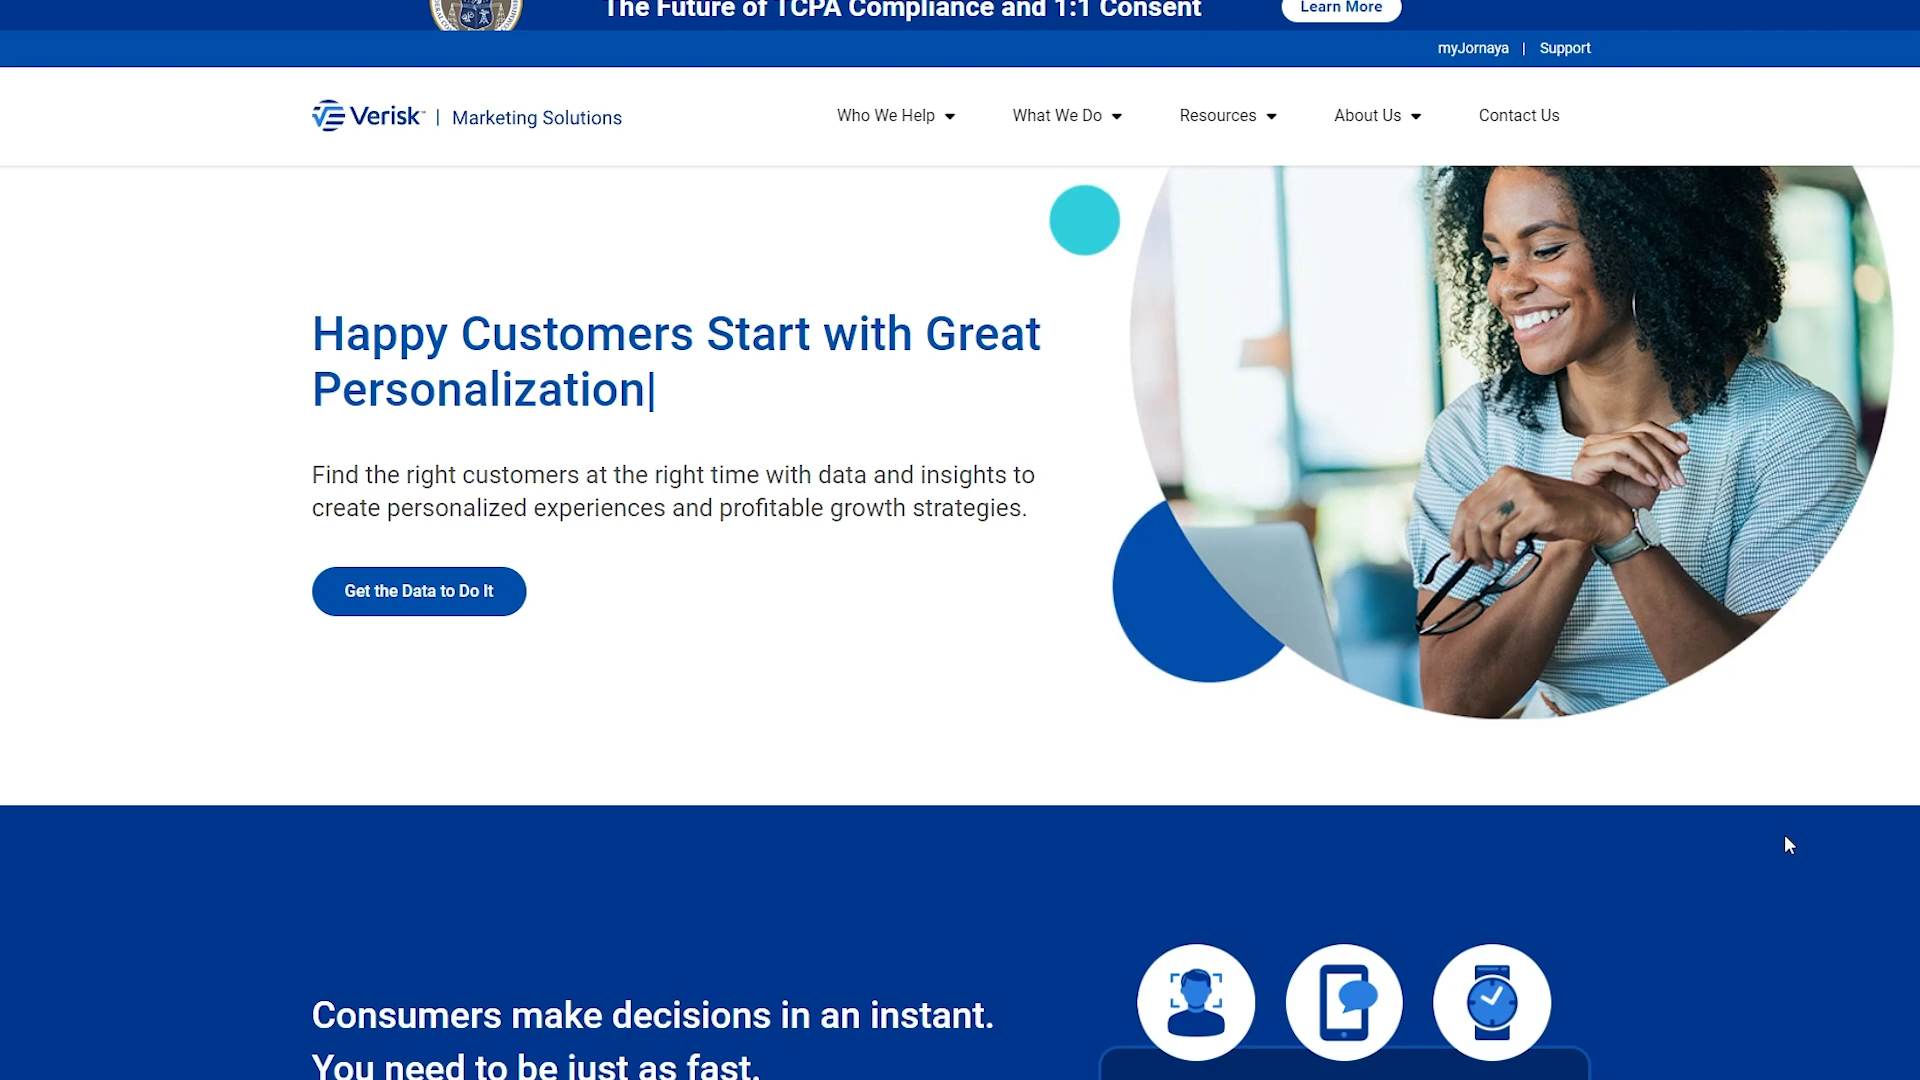 The Future of TCPA Compliance and 1:1 Consent
Learn More
myJornaya | Support
Verisk™ | Marketing Solutions
Who We Help
What We Do
Resources
About Us
Contact Us
Happy Customers Start with Great
Personalization|
Find the right customers at the right time with data and insights to
create personalized experiences and profitable growth strategies.
Get the Data to Do It
Consumers make decisions in an instant.
You need to be just as fast.